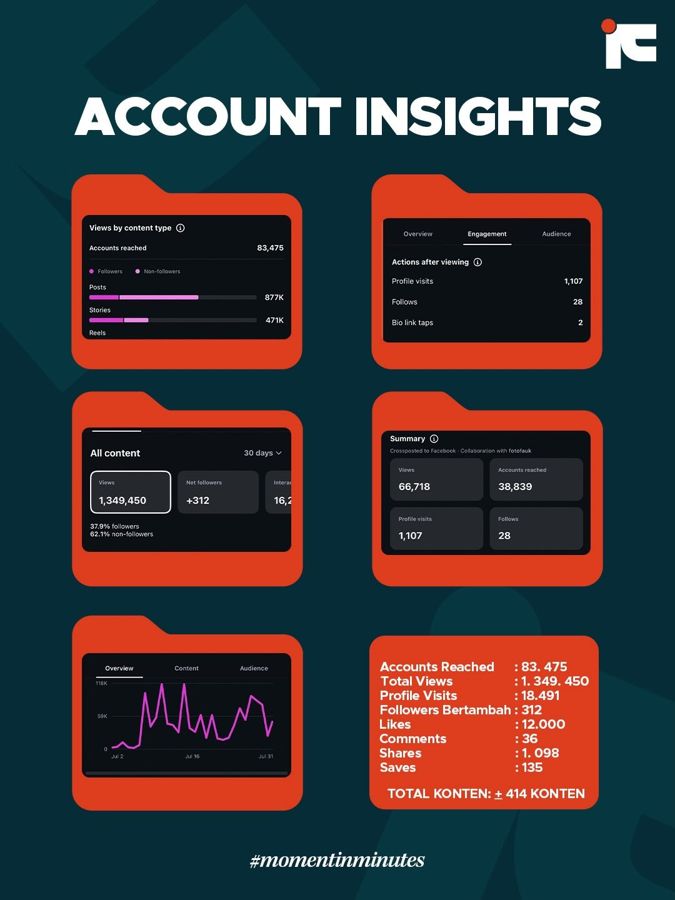 ic
ACCOUNT INSIGHTS
Views by content type
Accounts reached 83,475
Followers Non-followers
Posts
877K
Stories
471K
Reels
Overview Engagement Audience
Actions after viewing
Profile visits 1,107
Follows 28
Bio link taps 2
All content 30 days
Views Net followers Interac
1,349,450 +312 16,2
37.9% followers
62.1% non-followers
Summary
Crossposted to Facebook · Collaboration with fotofauk
Views Accounts reached
66,718 38,839
Profile visits Follows
1,107 28
Overview Content Audience
118K
59K
0
Jul 2 Jul 16 Jul 31
Accounts Reached : 83. 475
Total Views : 1. 349. 450
Profile Visits : 18.491
Followers Bertambah : 312
Likes : 12.000
Comments : 36
Shares : 1. 098
Saves : 135
TOTAL KONTEN: ± 414 KONTEN
#momentinminutes